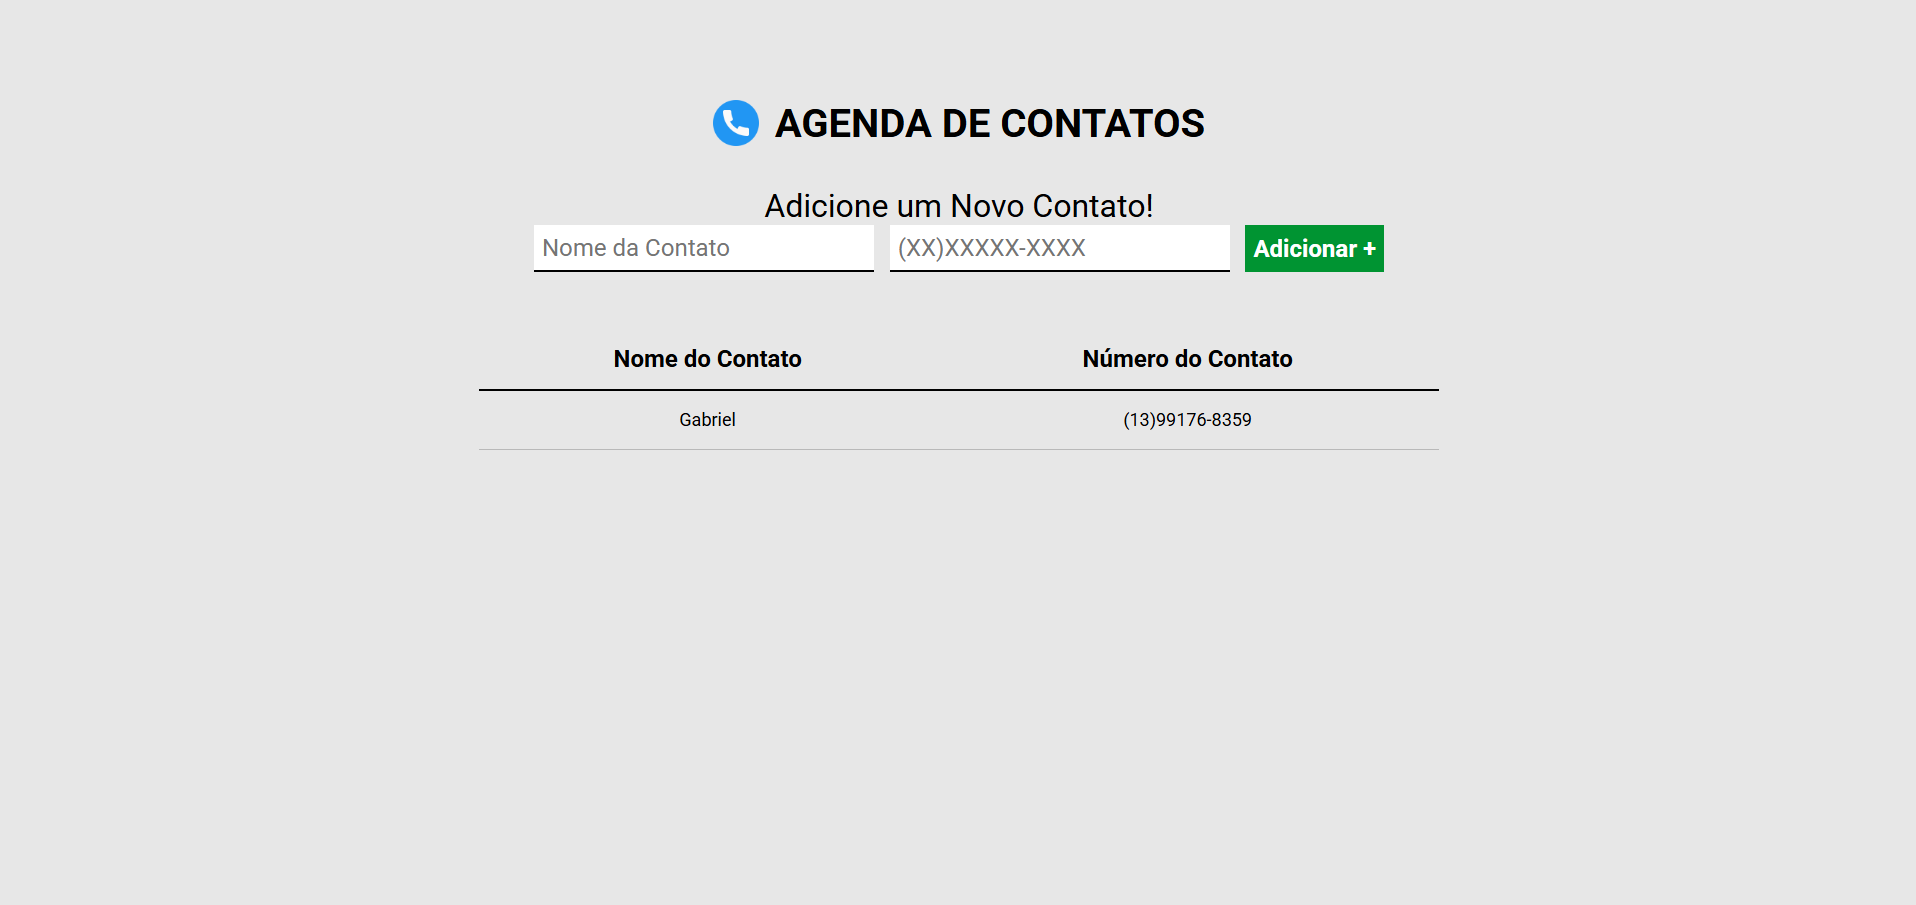 AGENDA DE CONTATOS
Adicione um Novo Contato!
Nome da Contato (XX)XXXXX-XXXX Adicionar +
Nome do Contato Número do Contato
Gabriel (13)99176-8359